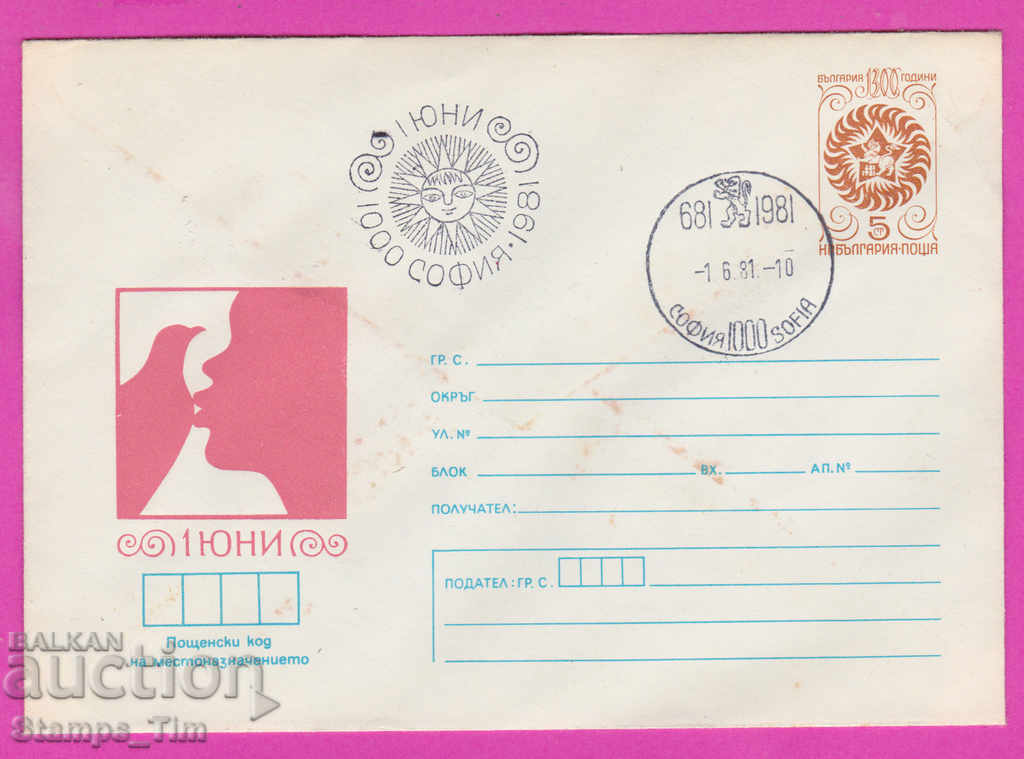 БЪЛГАРИЯ 1300 ГОДИНИ
5 СТ
НР БЪЛГАРИЯ · ПОЩА
1 ЮНИ
1000 СОФИЯ · 1981
681 1981
-1.6.81.-10
СОФИЯ 1000 SOFIA
ГР. С.
ОКРЪГ
УЛ. №
БЛОК ВХ. АП. №
ПОЛУЧАТЕЛ:
1 ЮНИ
ПОДАТЕЛ: ГР. С.
Пощенски код
на местоназначението
BALKAN
auction
Stamps_Tim